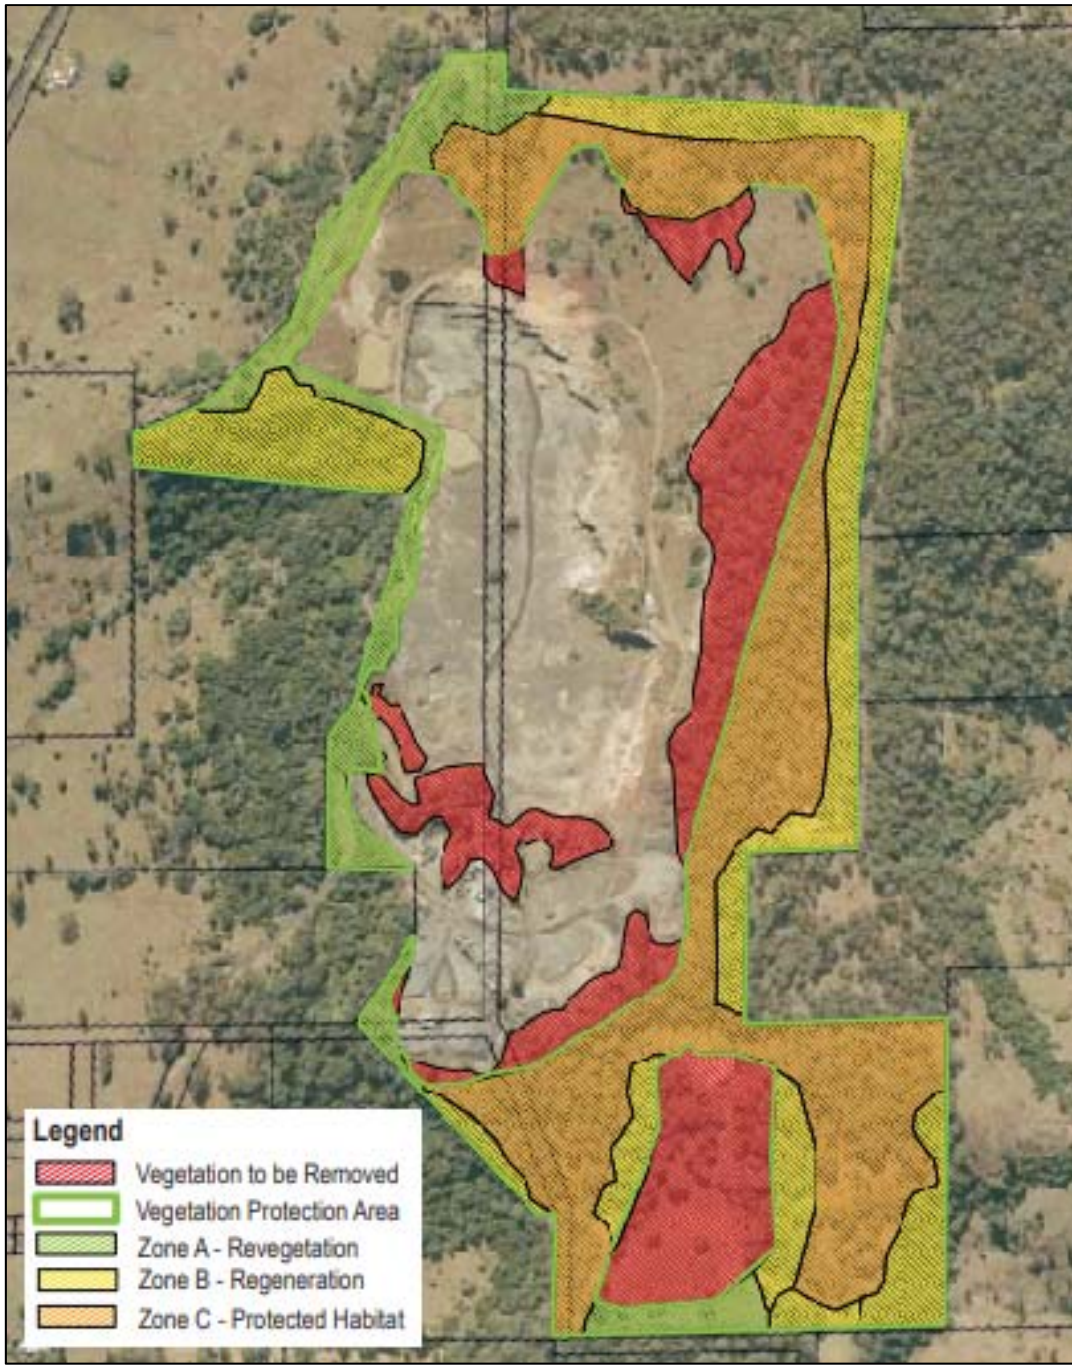 Legend
Vegetation to be Removed
Vegetation Protection Area
Zone A - Revegetation
Zone B - Regeneration
Zone C - Protected Habitat